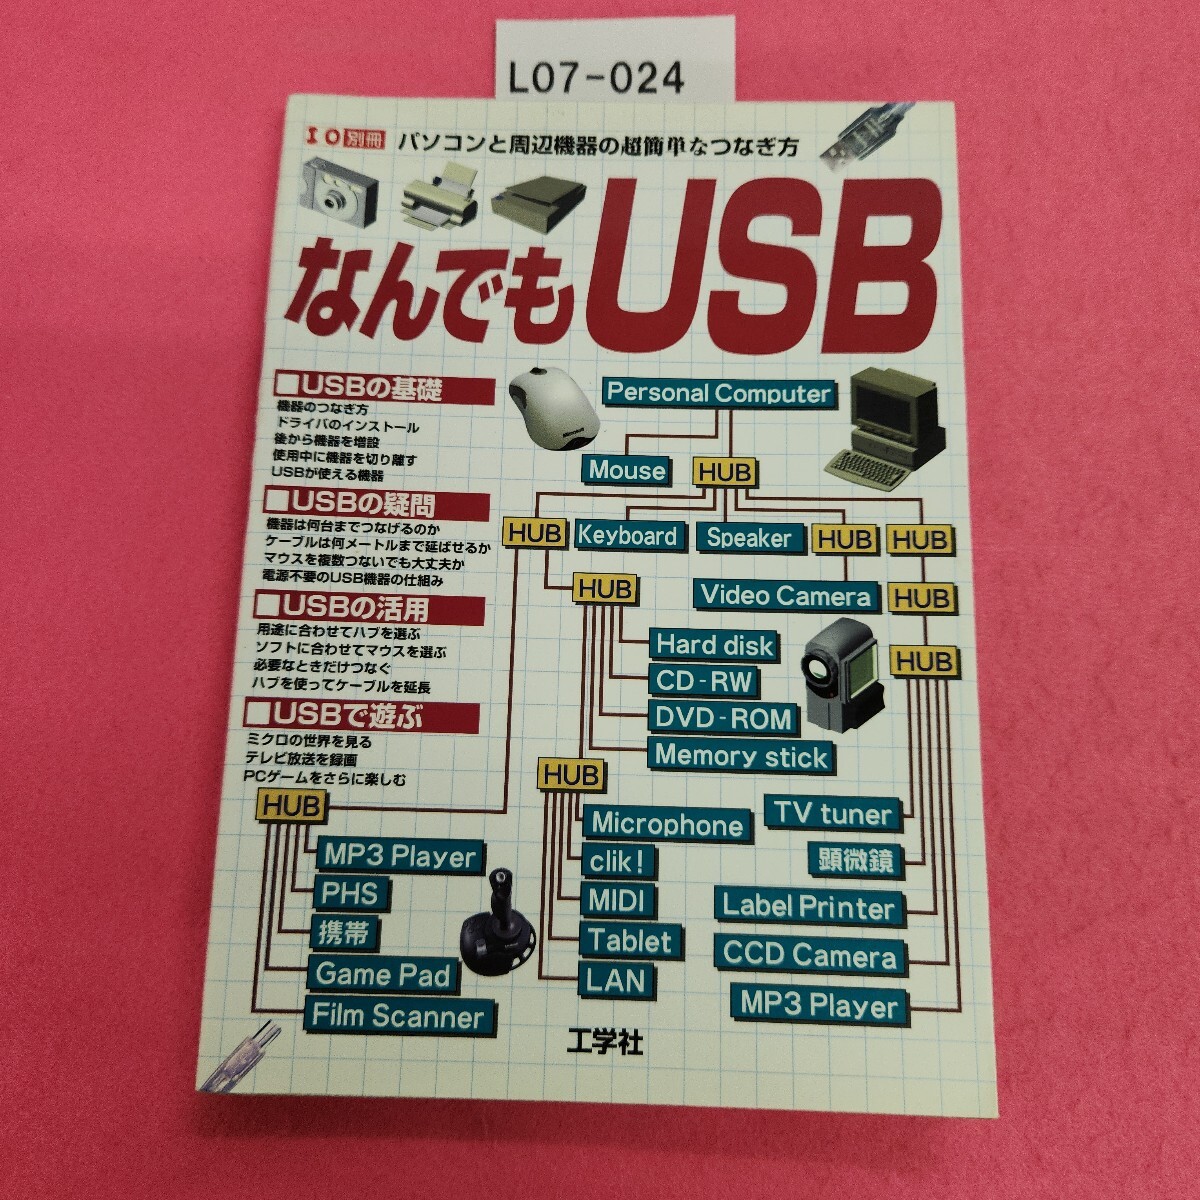 L07-024
I O 別冊 パソコンと周辺機器の超簡単なつなぎ方
なんでもUSB
■USBの基礎
機器のつなぎ方
ドライバのインストール
後から機器を増設
使用中に機器を切り離す
USBが使える機器
■USBの疑問
機器は何台までつなげるのか
ケーブルは何メートルまで延ばせるか
マウスを複数つないでも大丈夫か
電源不要のUSB機器の仕組み
■USBの活用
用途に合わせてハブを選ぶ
ソフトに合わせてマウスを選ぶ
必要なときだけつなぐ
ハブを使ってケーブルを延長
■USBで遊ぶ
ミクロの世界を見る
テレビ放送を録画
PCゲームをさらに楽しむ
Personal Computer
Mouse
HUB
HUB
Keyboard
Speaker
HUB
HUB
HUB
Video Camera
HUB
Hard disk
HUB
CD-RW
DVD-ROM
Memory stick
HUB
HUB
MP3 Player
PHS
携帯
Game Pad
Film Scanner
Microphone
clik!
MIDI
Tablet
LAN
TV tuner
顕微鏡
Label Printer
CCD Camera
MP3 Player
Microsoft
工学社